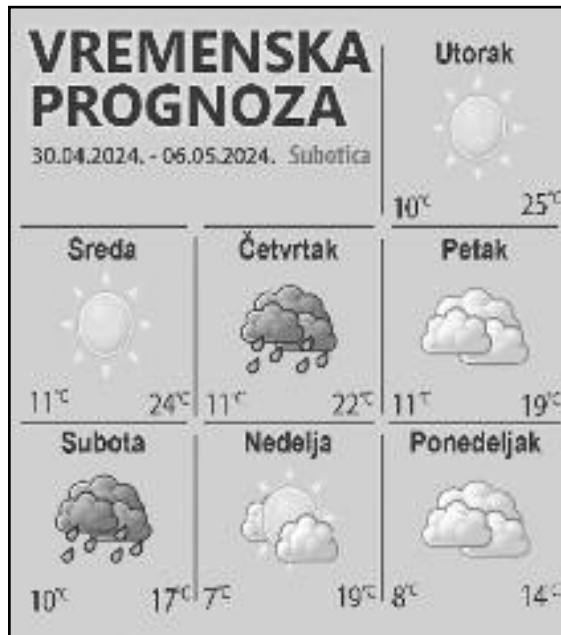 VREMENSKA
PROGNOZA
30.04.2024. - 06.05.2024. Subotica
Utorak
10°C 25°C
Sreda
11°C 24°C
Četvrtak
11°C 22°C
Petak
11°C 19°C
Subota
10°C 17°C
Nedelja
7°C 19°C
Ponedeljak
8°C 14°C